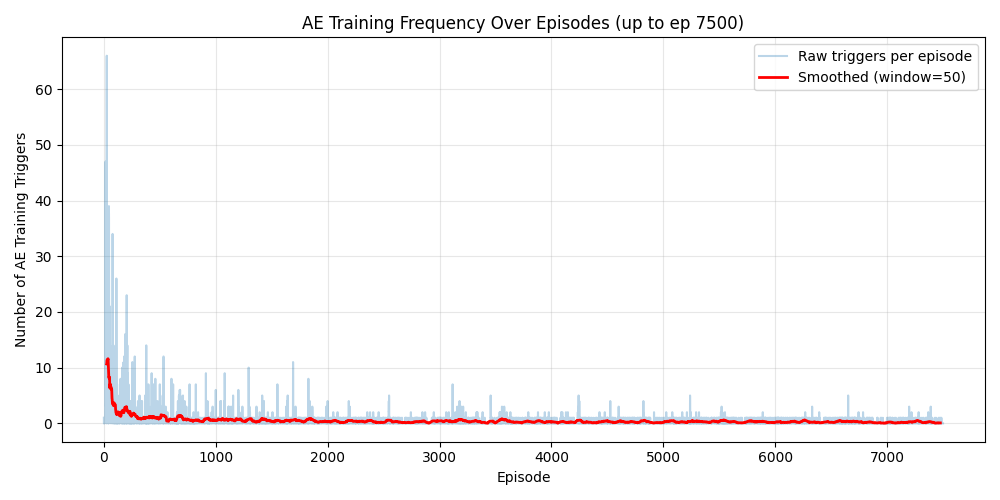 AE Training Frequency Over Episodes (up to ep 7500)
Raw triggers per episode
Smoothed (window=50)
Number of AE Training Triggers
60
50
40
30
20
10
0
0 1000 2000 3000 4000 5000 6000 7000
Episode